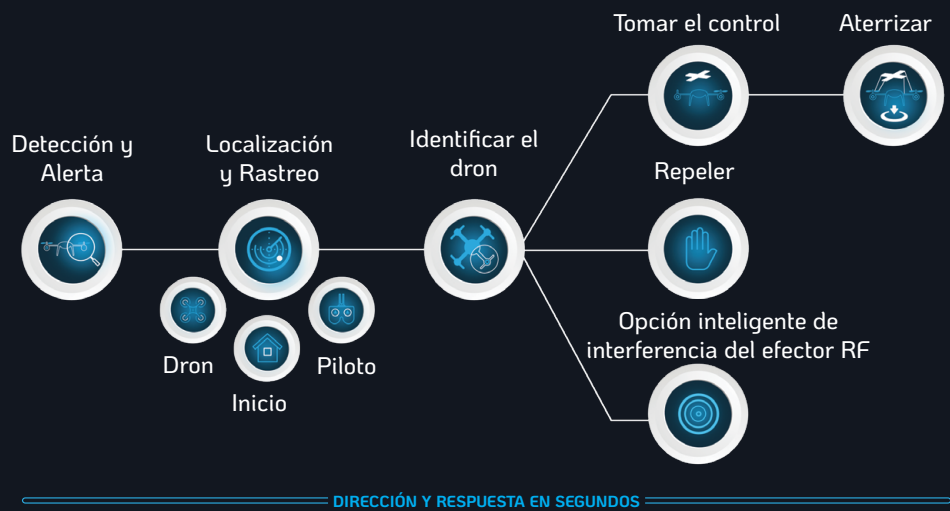 Detección y
Alerta
Localización
y Rastreo
Dron
Inicio
Piloto
Identificar el
dron
Tomar el control
Aterrizar
Repeler
Opción inteligente de
interferencia del efector RF
DIRECCIÓN Y RESPUESTA EN SEGUNDOS